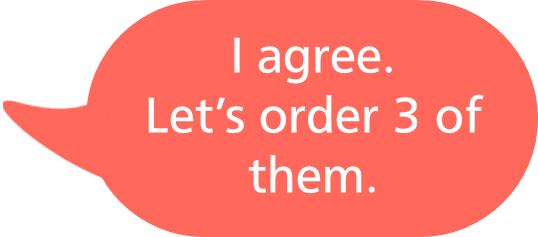 I agree.
Let’s order 3 of
them.